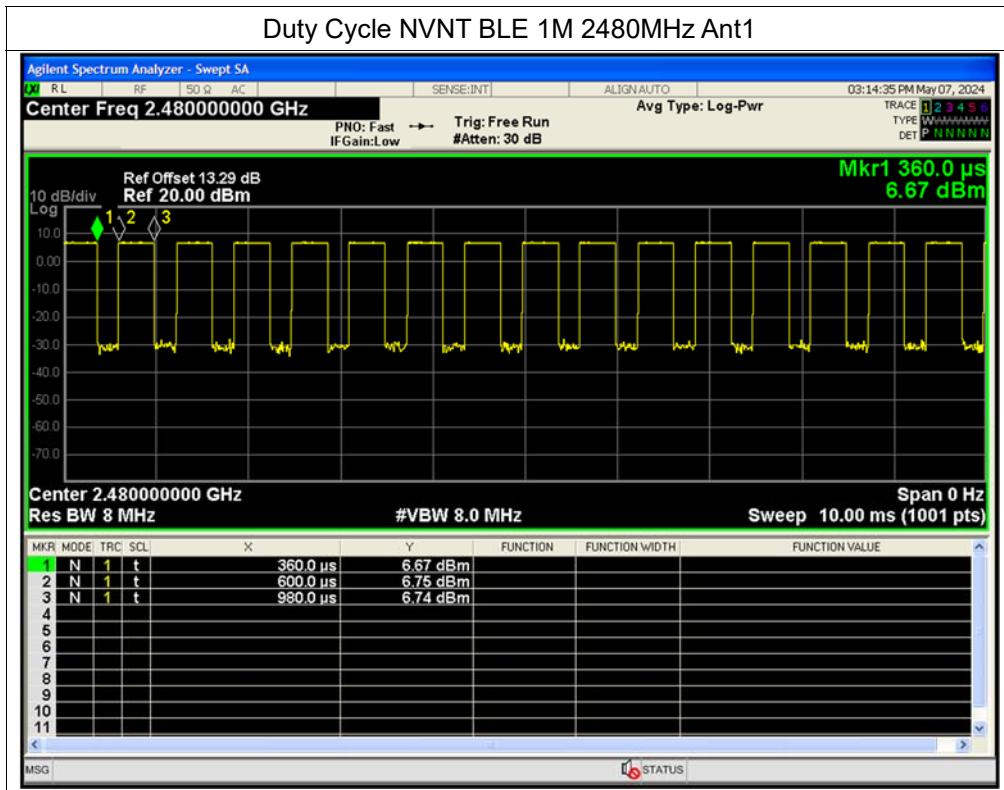 Duty Cycle NVNT BLE 1M 2480MHz Ant1
Agilent Spectrum Analyzer - Swept SA
LXI RL RF 50 Ω AC SENSE:INT ALIGN AUTO 03:14:35 PM May 07, 2024
Center Freq 2.480000000 GHz Avg Type: Log-Pwr TRACE 1 2 3 4 5 6
PNO: Fast Trig: Free Run TYPE WWWWWW
IFGain:Low #Atten: 30 dB DET P N N N N N
Mkr1 360.0 µs
6.67 dBm
Ref Offset 13.29 dB
10 dB/div Ref 20.00 dBm
Log
1 2 3
10.0
0.00
-10.0
-20.0
-30.0
-40.0
-50.0
-60.0
-70.0
Center 2.480000000 GHz Span 0 Hz
Res BW 8 MHz #VBW 8.0 MHz Sweep 10.00 ms (1001 pts)
MKR MODE TRC SCL X Y FUNCTION FUNCTION WIDTH FUNCTION VALUE
1 N 1 t 360.0 µs 6.67 dBm
2 N 1 t 600.0 µs 6.75 dBm
3 N 1 t 980.0 µs 6.74 dBm
4
5
6
7
8
9
10
11
MSG STATUS